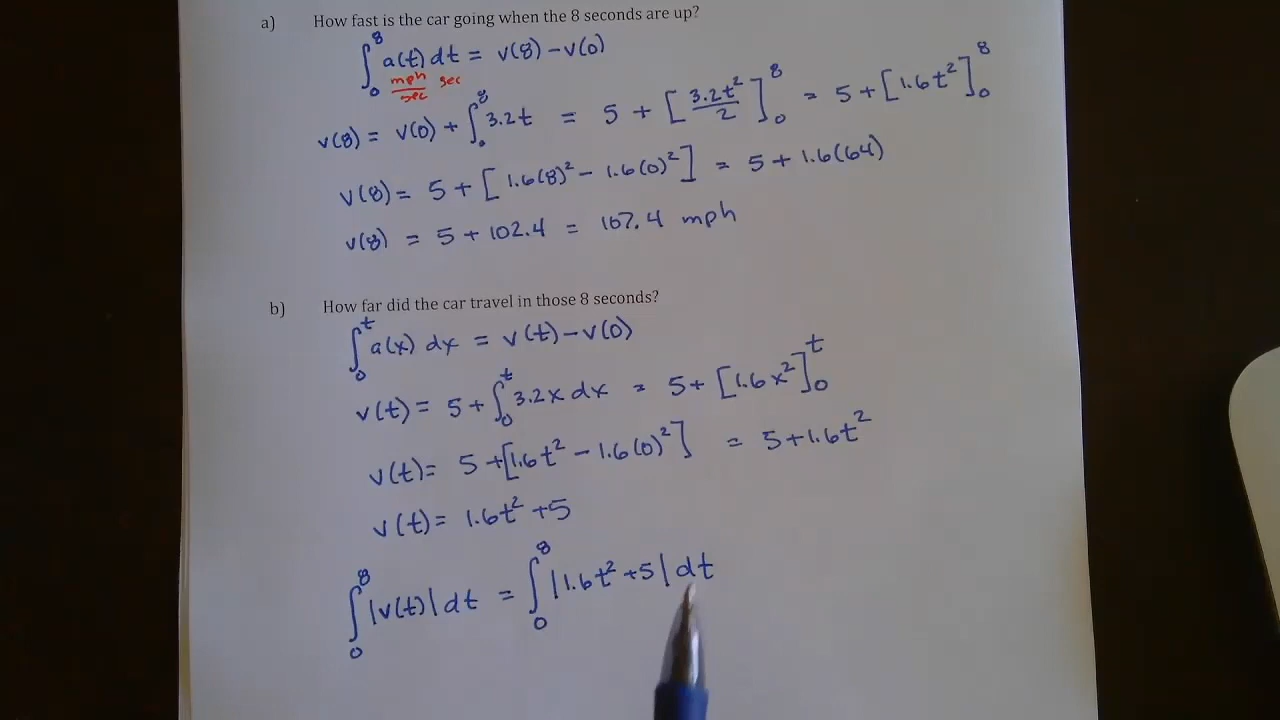 a) How fast is the car going when the 8 seconds are up?
∫₀⁸ a(t) dt = v(8) - v(0)
mph/sec sec
v(8) = v(0) + ∫₀⁸ 3.2t = 5 + [3.2t²/2]₀⁸ = 5 + [1.6t²]₀⁸
v(8) = 5 + [1.6(8)² - 1.6(0)²] = 5 + 1.6(64)
v(8) = 5 + 102.4 = 107.4 mph
b) How far did the car travel in those 8 seconds?
∫₀ᵗ a(x) dx = v(t) - v(0)
v(t) = 5 + ∫₀ᵗ 3.2x dx = 5 + [1.6x²]₀ᵗ
v(t) = 5 + [1.6t² - 1.6(0)²] = 5 + 1.6t²
v(t) = 1.6t² + 5
∫₀⁸ |v(t)| dt = ∫₀⁸ |1.6t² + 5| dt